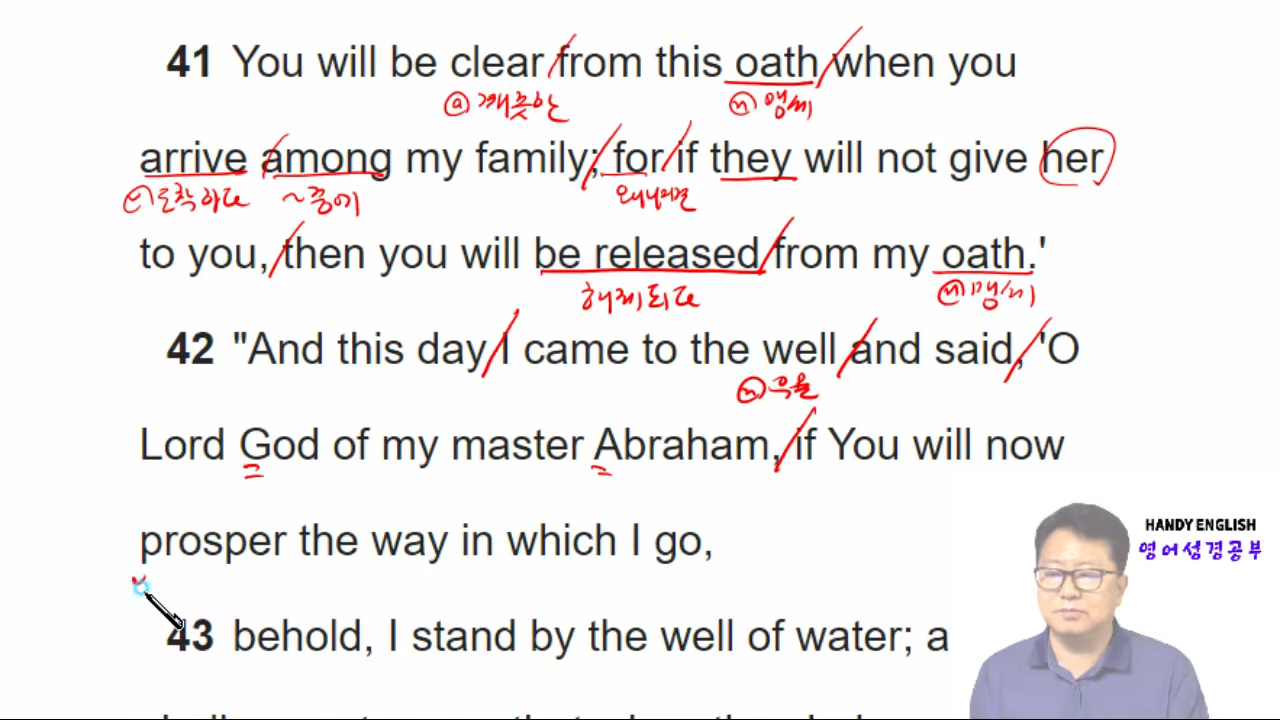 41 You will be clear from this oath when you
ⓐ 깨끗한 ⓝ 맹세
arrive among my family; for if they will not give her
ⓥ 도착하다 ~중에 왜냐하면
to you, then you will be released from my oath.'
해제되다 ⓝ 맹세
42 "And this day I came to the well and said, 'O
ⓝ 우물
Lord God of my master Abraham, if You will now
prosper the way in which I go,
HANDY ENGLISH
영어성경공부
43 behold, I stand by the well of water; a